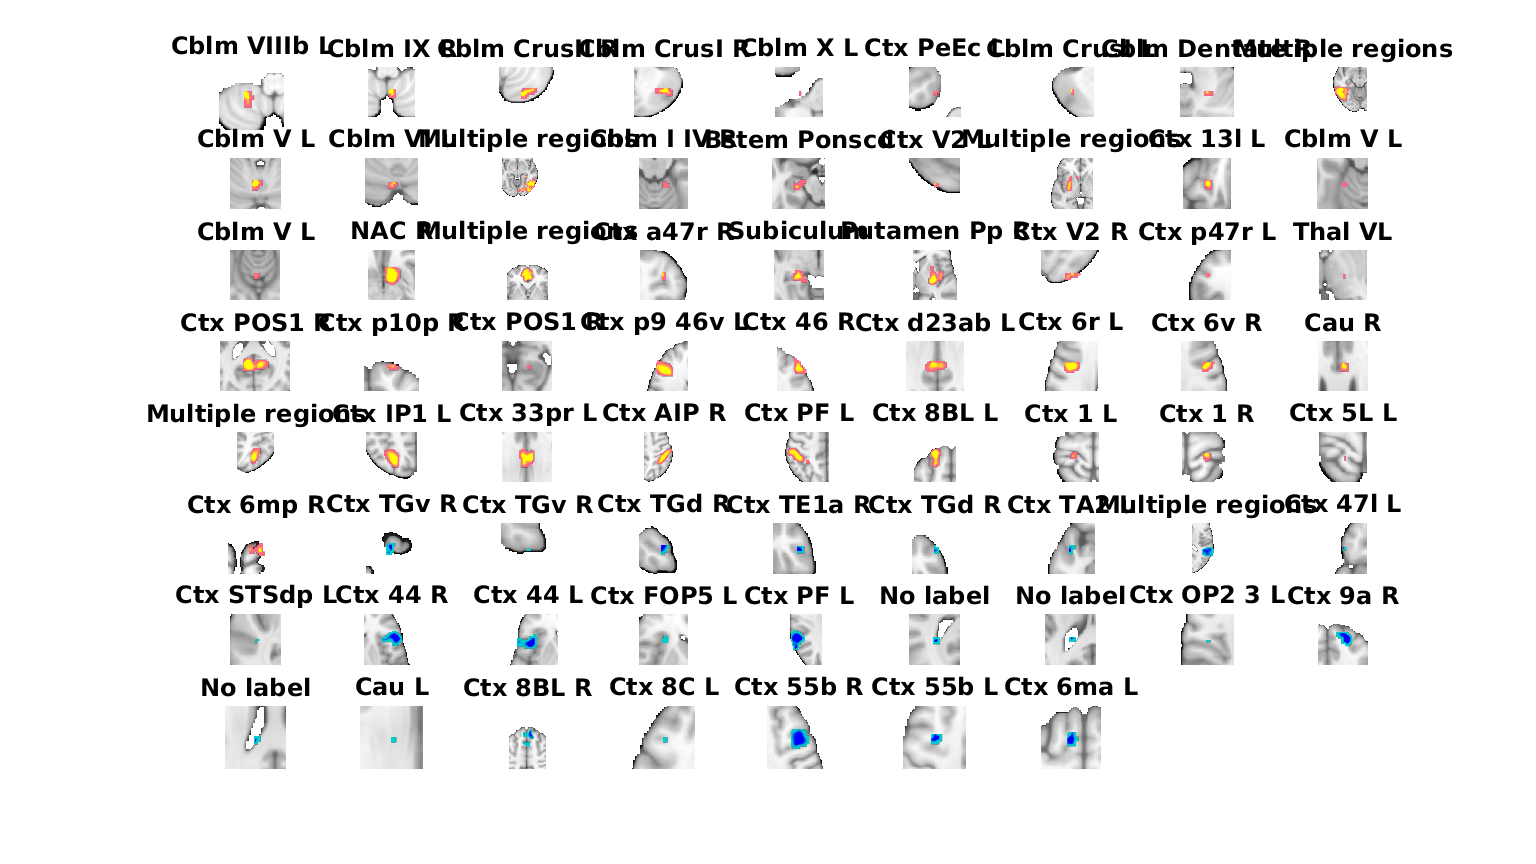 Cblm VIIIb L Cblm IX R Cblm CrusII R Cblm CrusI R Cblm X L Ctx PeEc L Cblm CrusI L Cblm Dentate R Multiple regions
Cblm V L Cblm VI L Multiple regions Cblm I IV R Bstem Ponscd Ctx V2 L Multiple regions Ctx 13l L Cblm V L
Cblm V L NAC R Multiple regions Ctx a47r R Subiculum Putamen Pp R Ctx V2 R Ctx p47r L Thal VL
Ctx POS1 R Ctx p10p R Ctx POS1 R Ctx p9 46v L Ctx 46 R Ctx d23ab L Ctx 6r L Ctx 6v R Cau R
Multiple regions Ctx IP1 L Ctx 33pr L Ctx AIP R Ctx PF L Ctx 8BL L Ctx 1 L Ctx 1 R Ctx 5L L
Ctx 6mp R Ctx TGv R Ctx TGv R Ctx TGd R Ctx TE1a R Ctx TGd R Ctx TA2 L Multiple regions Ctx 47l L
Ctx STSdp L Ctx 44 R Ctx 44 L Ctx FOP5 L Ctx PF L No label No label Ctx OP2 3 L Ctx 9a R
No label Cau L Ctx 8BL R Ctx 8C L Ctx 55b R Ctx 55b L Ctx 6ma L